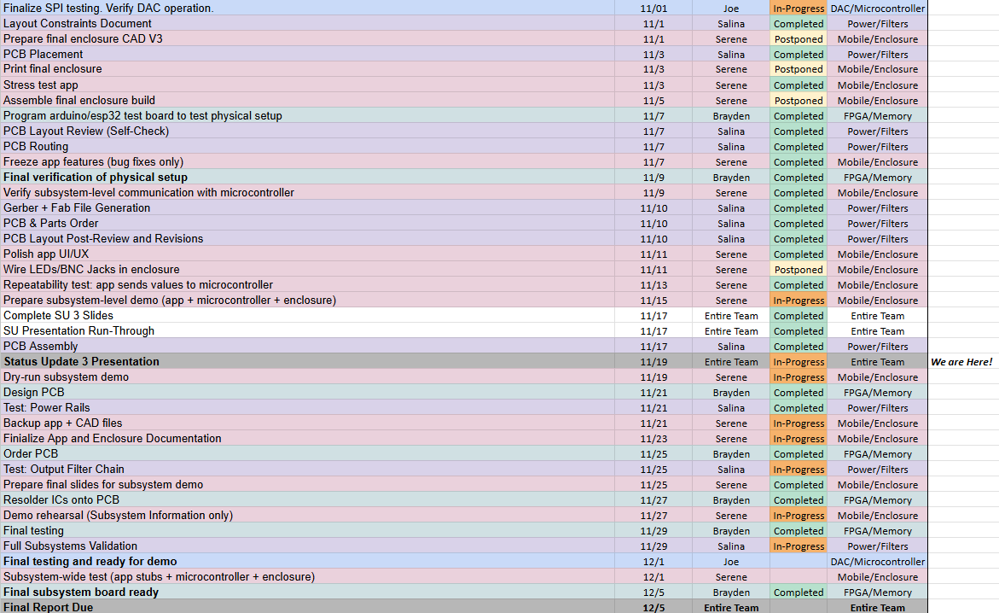 Finalize SPI testing. Verify DAC operation. 11/01 Joe In-Progress DAC/Microcontroller
Layout Constraints Document 11/1 Salina Completed Power/Filters
Prepare final enclosure CAD V3 11/1 Serene Postponed Mobile/Enclosure
PCB Placement 11/3 Salina Completed Power/Filters
Print final enclosure 11/3 Serene Postponed Mobile/Enclosure
Stress test app 11/3 Serene Completed Mobile/Enclosure
Assemble final enclosure build 11/5 Serene Postponed Mobile/Enclosure
Program arduino/esp32 test board to test physical setup 11/7 Brayden Completed FPGA/Memory
PCB Layout Review (Self-Check) 11/7 Salina Completed Power/Filters
PCB Routing 11/7 Salina Completed Power/Filters
Freeze app features (bug fixes only) 11/7 Serene Completed Mobile/Enclosure
Final verification of physical setup 11/9 Brayden Completed FPGA/Memory
Verify subsystem-level communication with microcontroller 11/9 Serene Completed Mobile/Enclosure
Gerber + Fab File Generation 11/10 Salina Completed Power/Filters
PCB & Parts Order 11/10 Salina Completed Power/Filters
PCB Layout Post-Review and Revisions 11/10 Salina Completed Power/Filters
Polish app UI/UX 11/11 Serene Completed Mobile/Enclosure
Wire LEDs/BNC Jacks in enclosure 11/11 Serene Postponed Mobile/Enclosure
Repeatability test: app sends values to microcontroller 11/13 Serene Completed Mobile/Enclosure
Prepare subsystem-level demo (app + microcontroller + enclosure) 11/15 Serene In-Progress Mobile/Enclosure
Complete SU 3 Slides 11/17 Entire Team Completed Entire Team
SU Presentation Run-Through 11/17 Entire Team Completed Entire Team
PCB Assembly 11/17 Salina Completed Power/Filters
Status Update 3 Presentation 11/19 Entire Team In-Progress Entire Team We are Here!
Dry-run subsystem demo 11/19 Serene In-Progress Mobile/Enclosure
Design PCB 11/21 Brayden Completed FPGA/Memory
Test: Power Rails 11/21 Salina Completed Power/Filters
Backup app + CAD files 11/21 Serene In-Progress Mobile/Enclosure
Finialize App and Enclosure Documentation 11/23 Serene In-Progress Mobile/Enclosure
Order PCB 11/25 Brayden Completed FPGA/Memory
Test: Output Filter Chain 11/25 Salina In-Progress Power/Filters
Prepare final slides for subsystem demo 11/25 Serene Completed Mobile/Enclosure
Resolder ICs onto PCB 11/27 Brayden Completed FPGA/Memory
Demo rehearsal (Subsystem Information only) 11/27 Serene In-Progress Mobile/Enclosure
Final testing 11/29 Brayden Completed FPGA/Memory
Full Subsystems Validation 11/29 Salina In-Progress Power/Filters
Final testing and ready for demo 12/1 Joe DAC/Microcontroller
Subsystem-wide test (app stubs + microcontroller + enclosure) 12/1 Serene Mobile/Enclosure
Final subsystem board ready 12/5 Brayden Completed FPGA/Memory
Final Report Due 12/5 Entire Team Entire Team